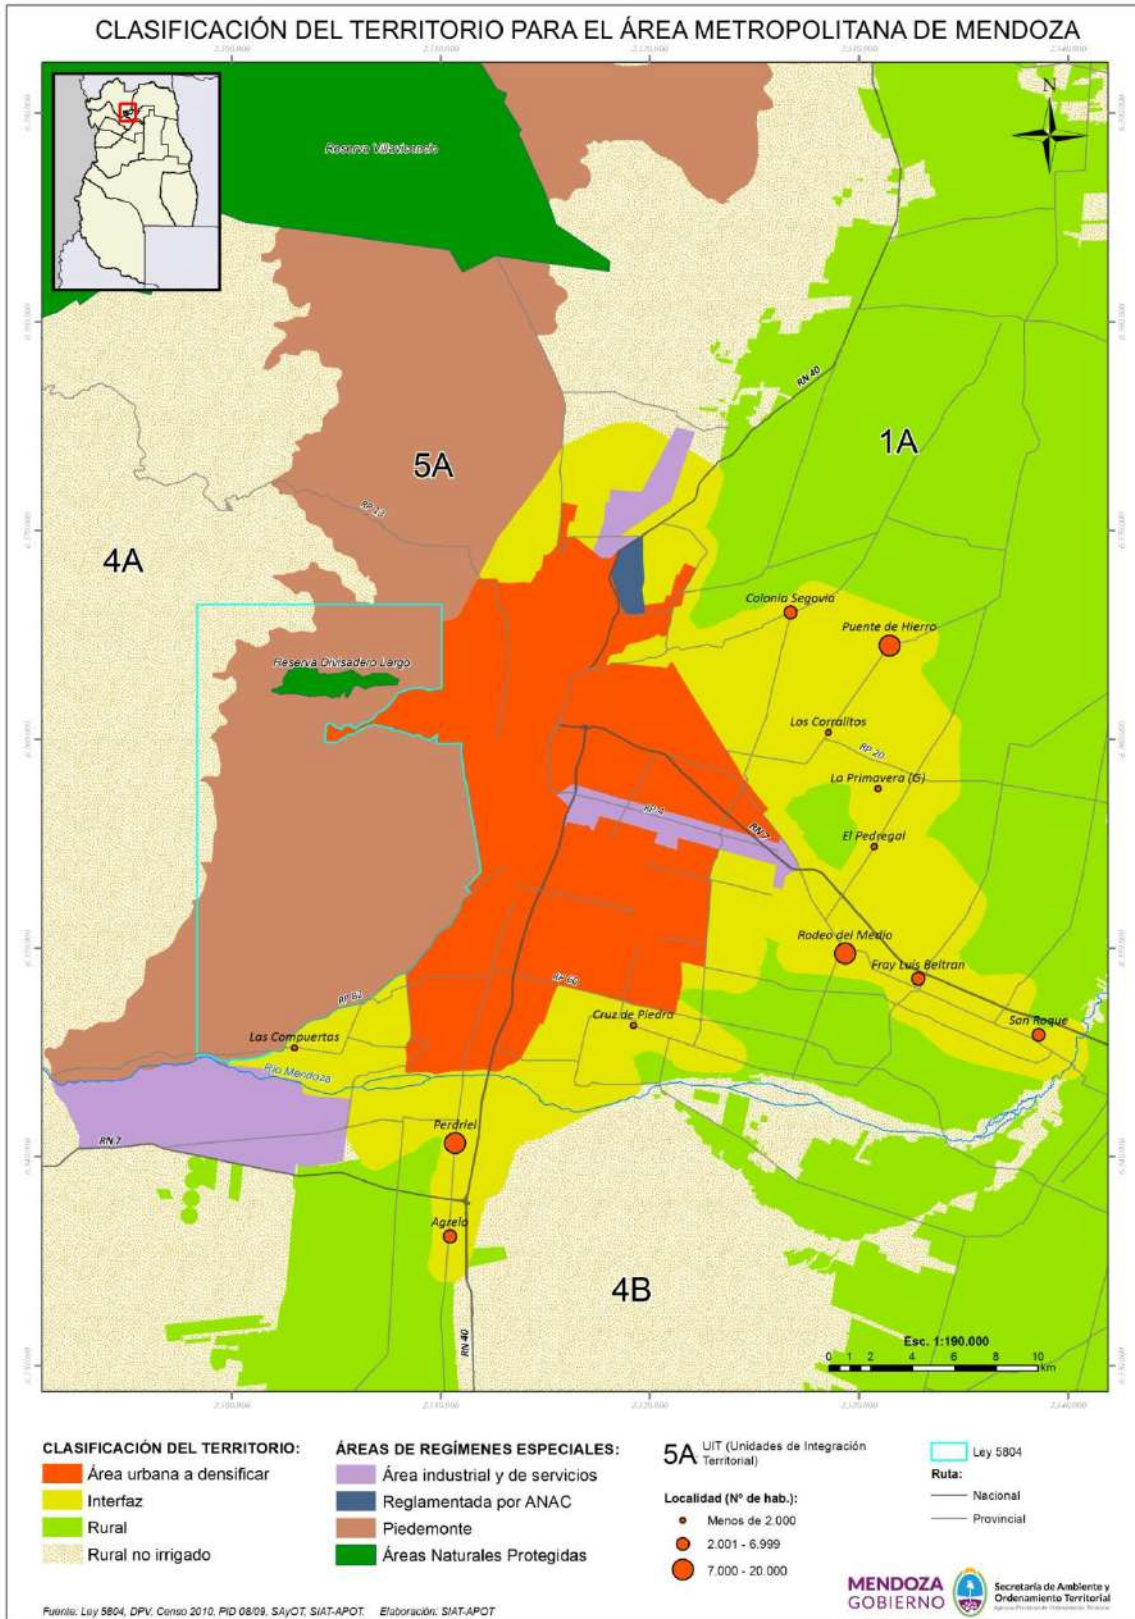 CLASIFICACIÓN DEL TERRITORIO PARA EL ÁREA METROPOLITANA DE MENDOZA
N
Reserva Villavicencio
RN 40
1A
5A
RP 13
4A
Colonia Segovia
Puente de Hierro
Reserva Divisadero Largo
Los Corralitos
RP 20
La Primavera (G)
RP 4
RN 7
El Pedregal
Rodeo del Medio
Fray Luis Beltran
RP 60
RP 82
Cruz de Piedra
San Roque
Las Compuertas
Río Mendoza
Perdriel
RN 7
Agrelo
4B
RN 40
Esc. 1:190.000
0 1 2 4 6 8 10
km
CLASIFICACIÓN DEL TERRITORIO:
Área urbana a densificar
Interfaz
Rural
Rural no irrigado
ÁREAS DE REGÍMENES ESPECIALES:
Área industrial y de servicios
Reglamentada por ANAC
Piedemonte
Áreas Naturales Protegidas
5A UIT (Unidades de Integración
Territorial)
Localidad (Nº de hab.):
Menos de 2.000
2.001 - 6.999
7.000 - 20.000
Ley 5804
Ruta:
Nacional
Provincial
MENDOZA
GOBIERNO
Secretaría de Ambiente y
Ordenamiento Territorial
Fuente: Ley 5804, DPV, Censo 2010, PID 08/09, SAyOT, SIAT-APOT. Elaboración: SIAT-APOT